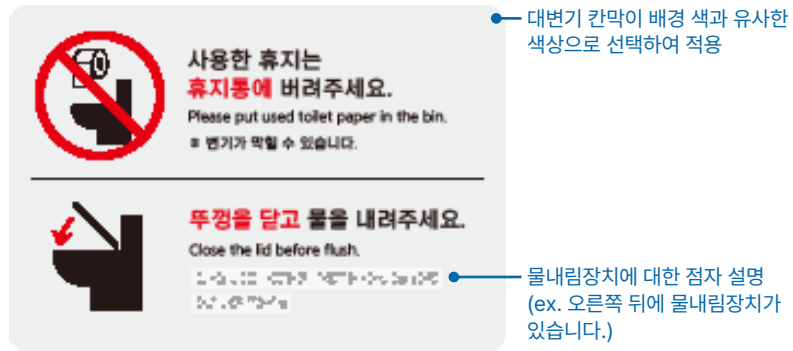 대변기 칸막이 배경 색과 유사한
색상으로 선택하여 적용
사용한 휴지는
휴지통에 버려주세요.
Please put used toilet paper in the bin.
※ 변기가 막힐 수 있습니다.
뚜껑을 닫고 물을 내려주세요.
Close the lid before flush.
물내림장치에 대한 점자 설명
(ex. 오른쪽 뒤에 물내림장치가
있습니다.)